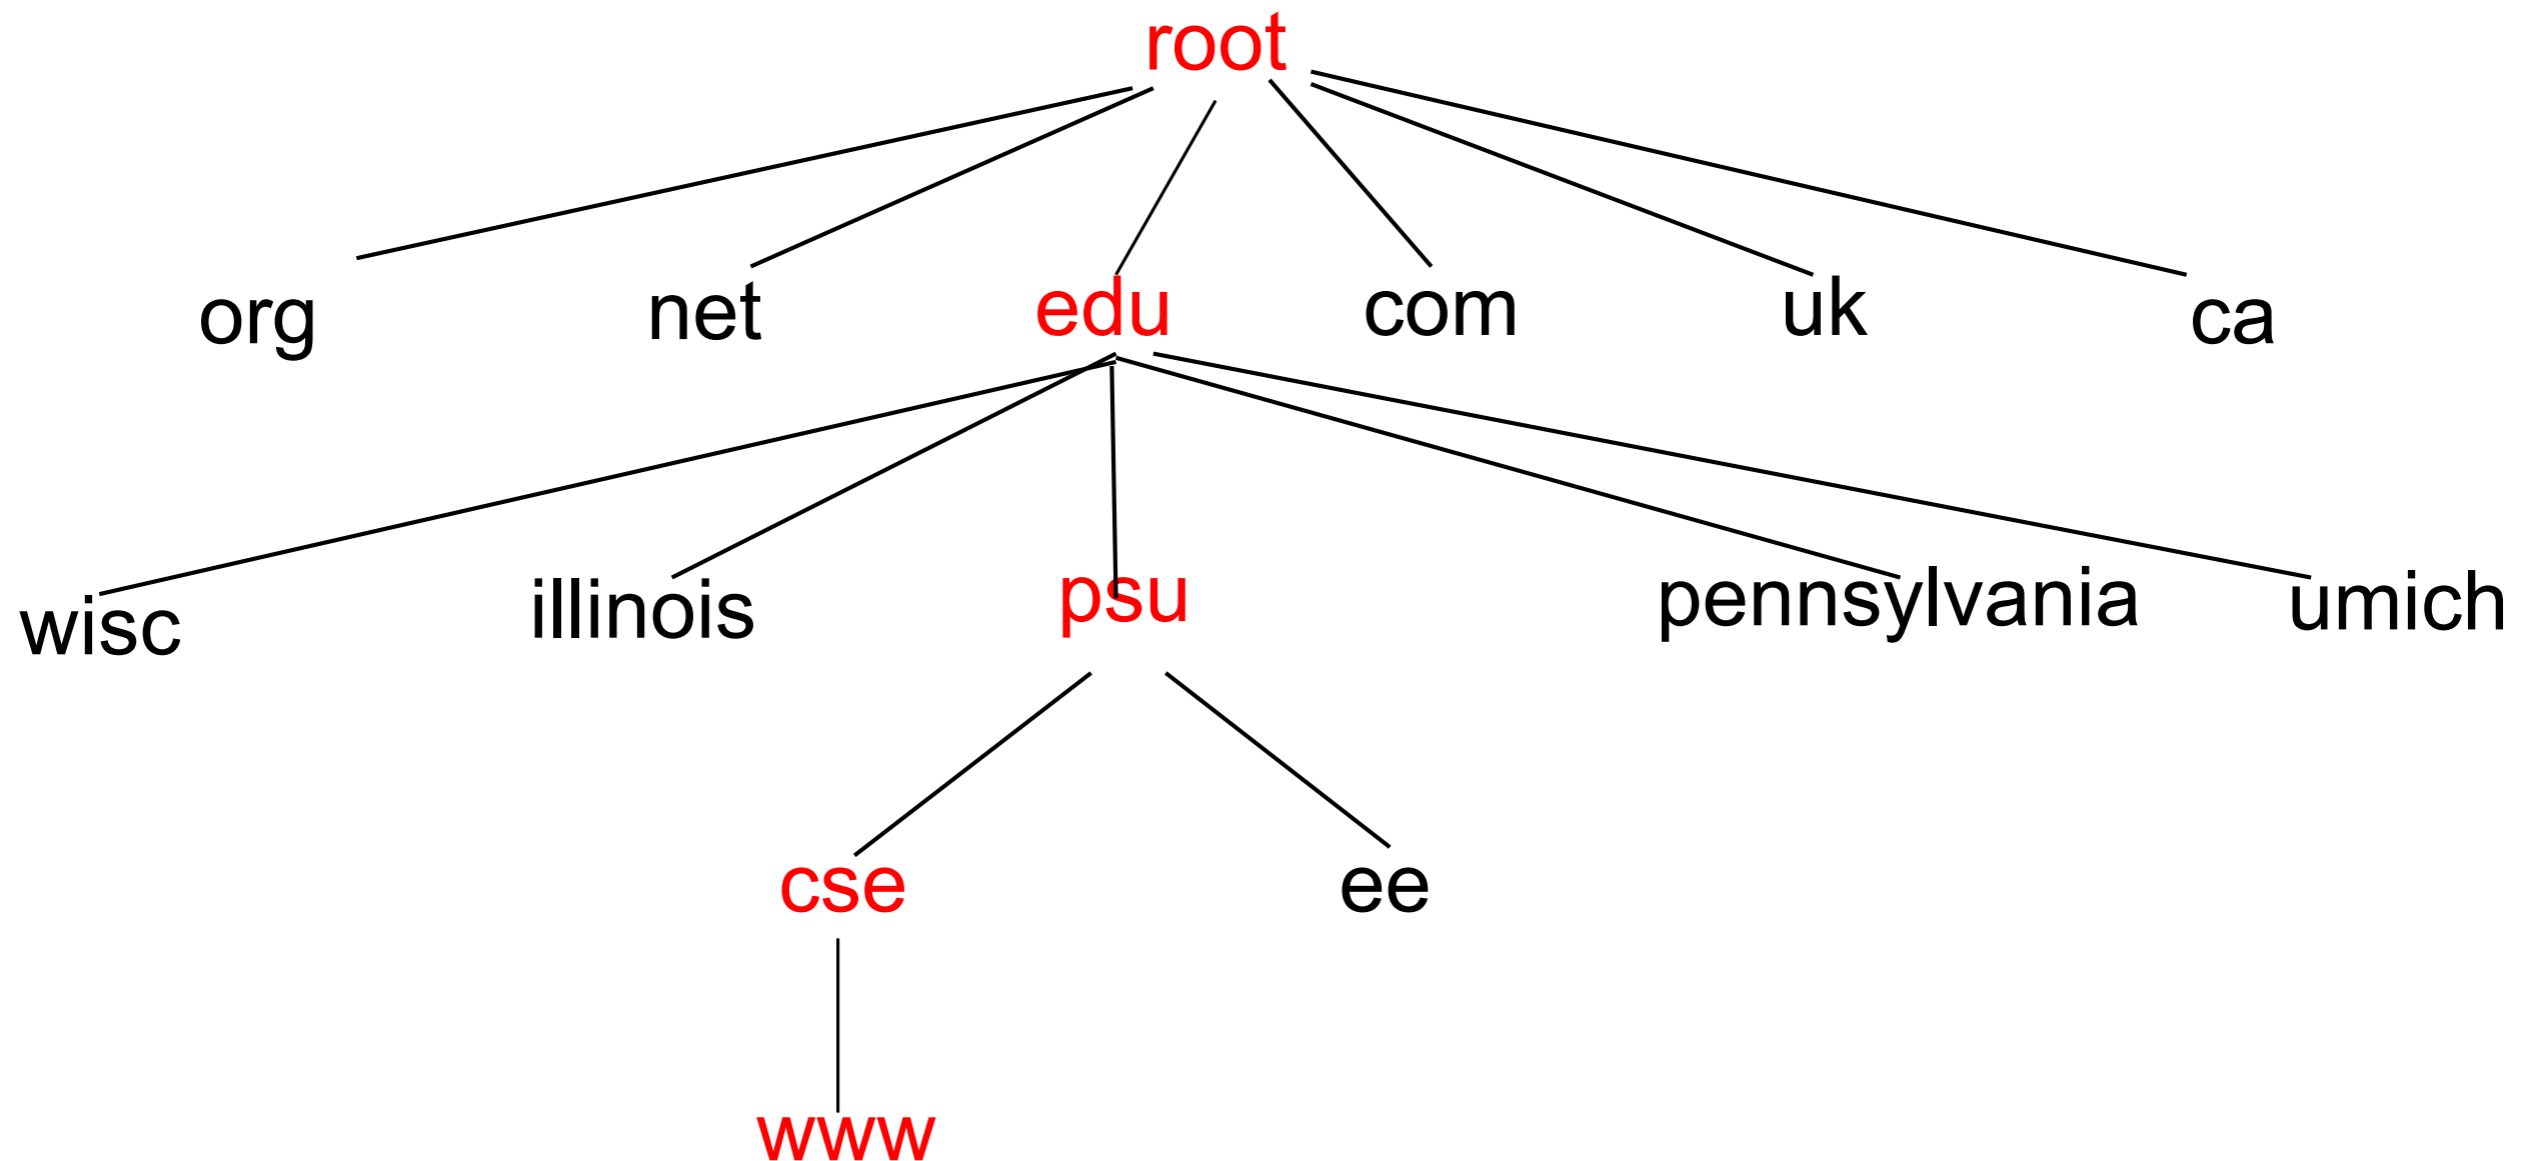 root
org net edu com uk ca
wisc illinois psu pennsylvania umich
cse ee
www